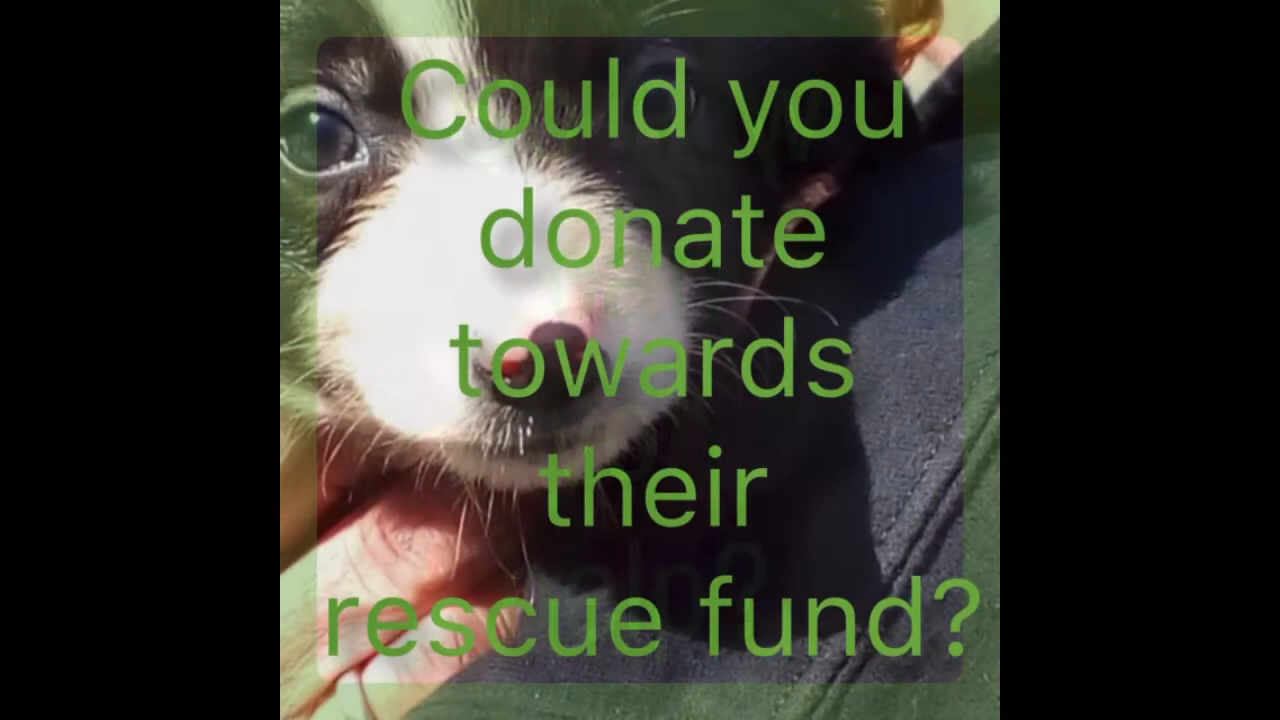 Could you
donate
towards
their
rescue fund?